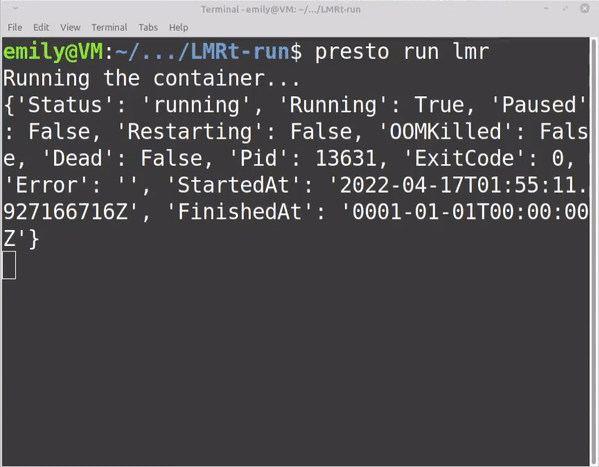 Terminal - emily@VM: ~/.../LMRt-run
File Edit View Terminal Tabs Help
emily@VM:~/.../LMRt-run$ presto run lmr
Running the container...
{'Status': 'running', 'Running': True, 'Paused'
: False, 'Restarting': False, 'OOMKilled': Fals
e, 'Dead': False, 'Pid': 13631, 'ExitCode': 0,
'Error': '', 'StartedAt': '2022-04-17T01:55:11.
927166716Z', 'FinishedAt': '0001-01-01T00:00:00
Z'}